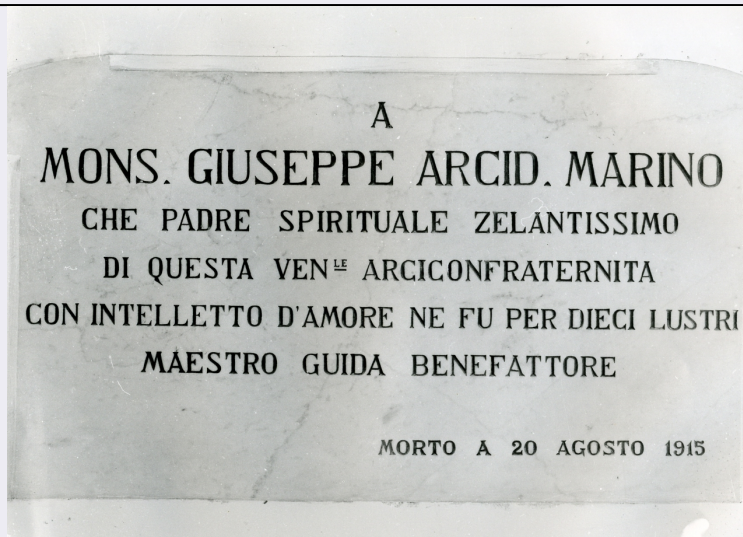 A
MONS. GIUSEPPE ARCID. MARINO
CHE PADRE SPIRITUALE ZELANTISSIMO
DI QUESTA VENLE ARCICONFRATERNITA
CON INTELLETTO D'AMORE NE FU PER DIECI LUSTRI
MAESTRO GUIDA BENEFATTORE
MORTO A 20 AGOSTO 1915